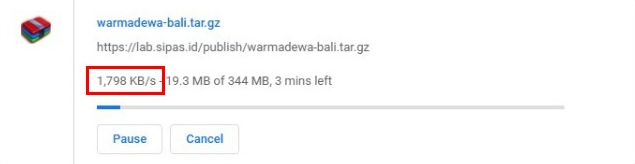 warmadewa-bali.tar.gz
https://lab.sipas.id/publish/warmadewa-bali.tar.gz
1,798 KB/s - 19.3 MB of 344 MB, 3 mins left
Pause Cancel